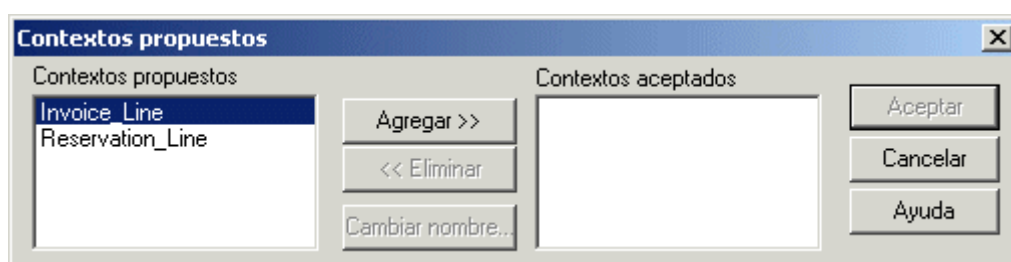 Contextos propuestos
Contextos propuestos
Invoice_Line
Reservation_Line
Agregar >>
<< Eliminar
Cambiar nombre...
Contextos aceptados
Aceptar
Cancelar
Ayuda